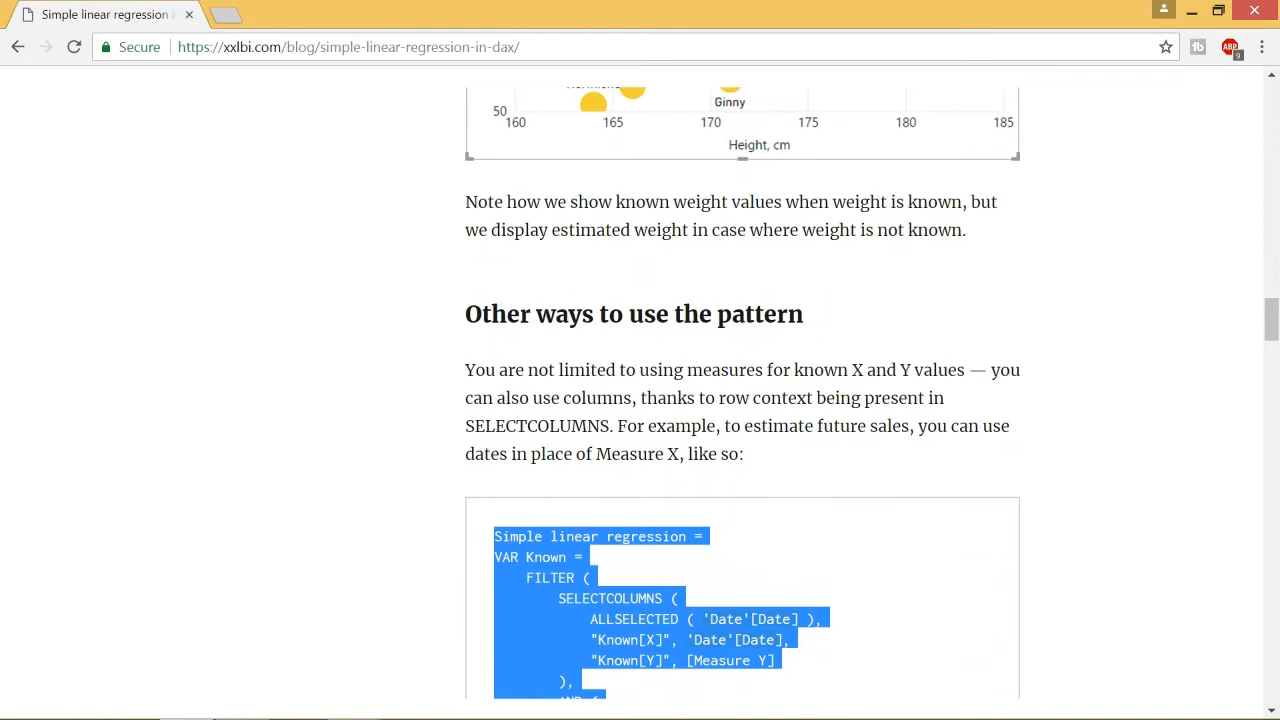 Simple linear regression
Secure
https://xxlbi.com/blog/simple-linear-regression-in-dax/
ABP
9
50
Ginny
160 165 170 175 180 185
Height, cm
Note how we show known weight values when weight is known, but
we display estimated weight in case where weight is not known.
Other ways to use the pattern
You are not limited to using measures for known X and Y values — you
can also use columns, thanks to row context being present in
SELECTCOLUMNS. For example, to estimate future sales, you can use
dates in place of Measure X, like so:
Simple linear regression =
VAR Known =
FILTER (
SELECTCOLUMNS (
ALLSELECTED ( 'Date'[Date] ),
"Known[X]", 'Date'[Date],
"Known[Y]", [Measure Y]
),